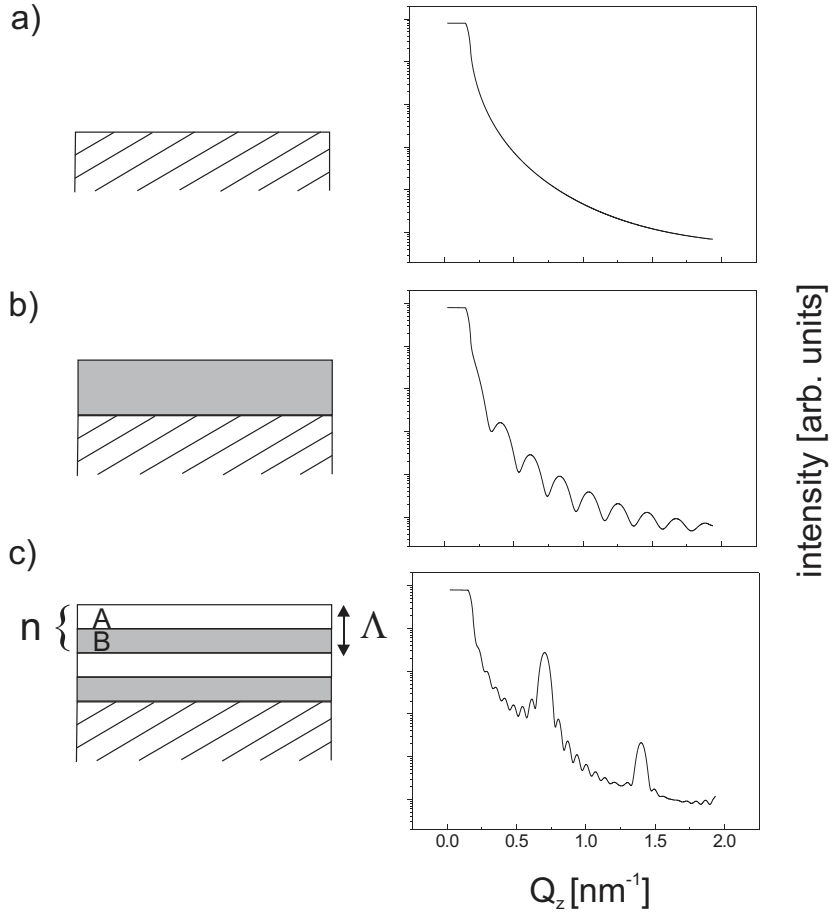 a)
b)
c)
n {
A
B
Λ
intensity [arb. units]
0.0 0.5 1.0 1.5 2.0
Q_z [nm⁻¹]